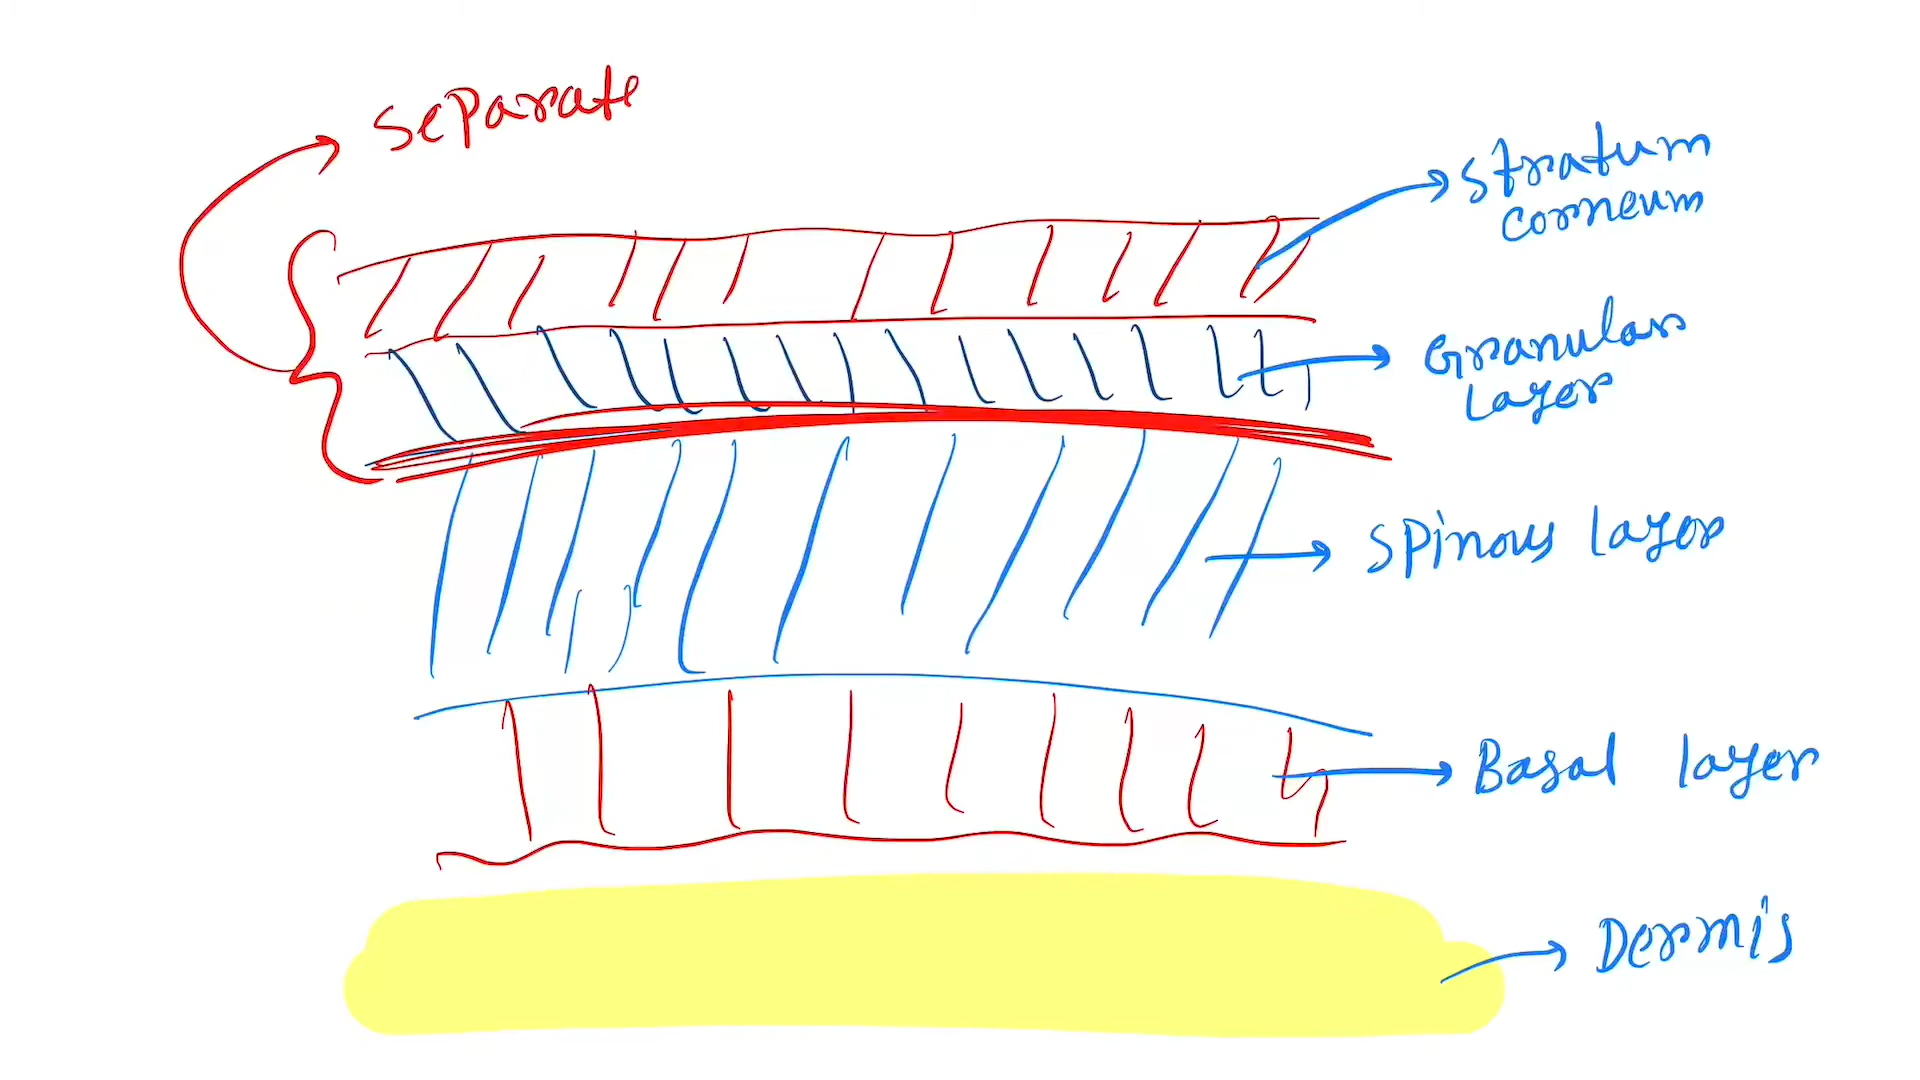 Separate
Stratum
corneum
Granular
layer
Spinous layer
Basal layer
Dermis